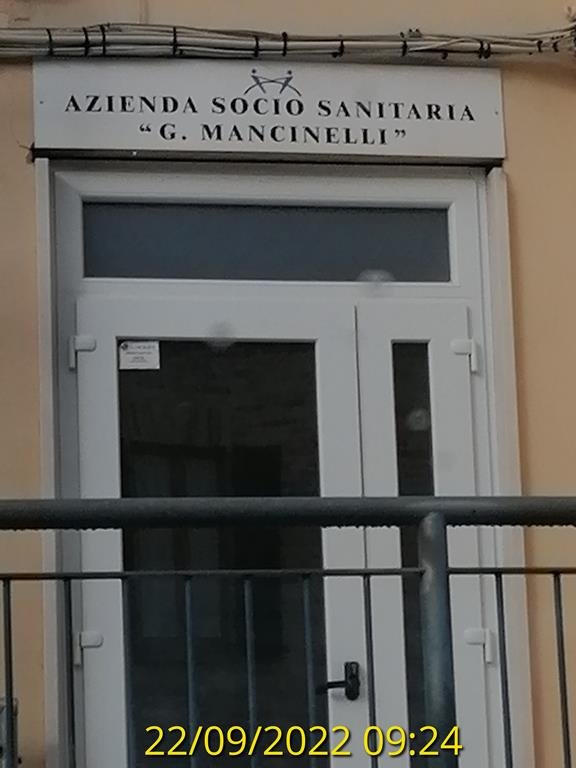 AZIENDA SOCIO SANITARIA
“G. MANCINELLI”
22/09/2022 09:24